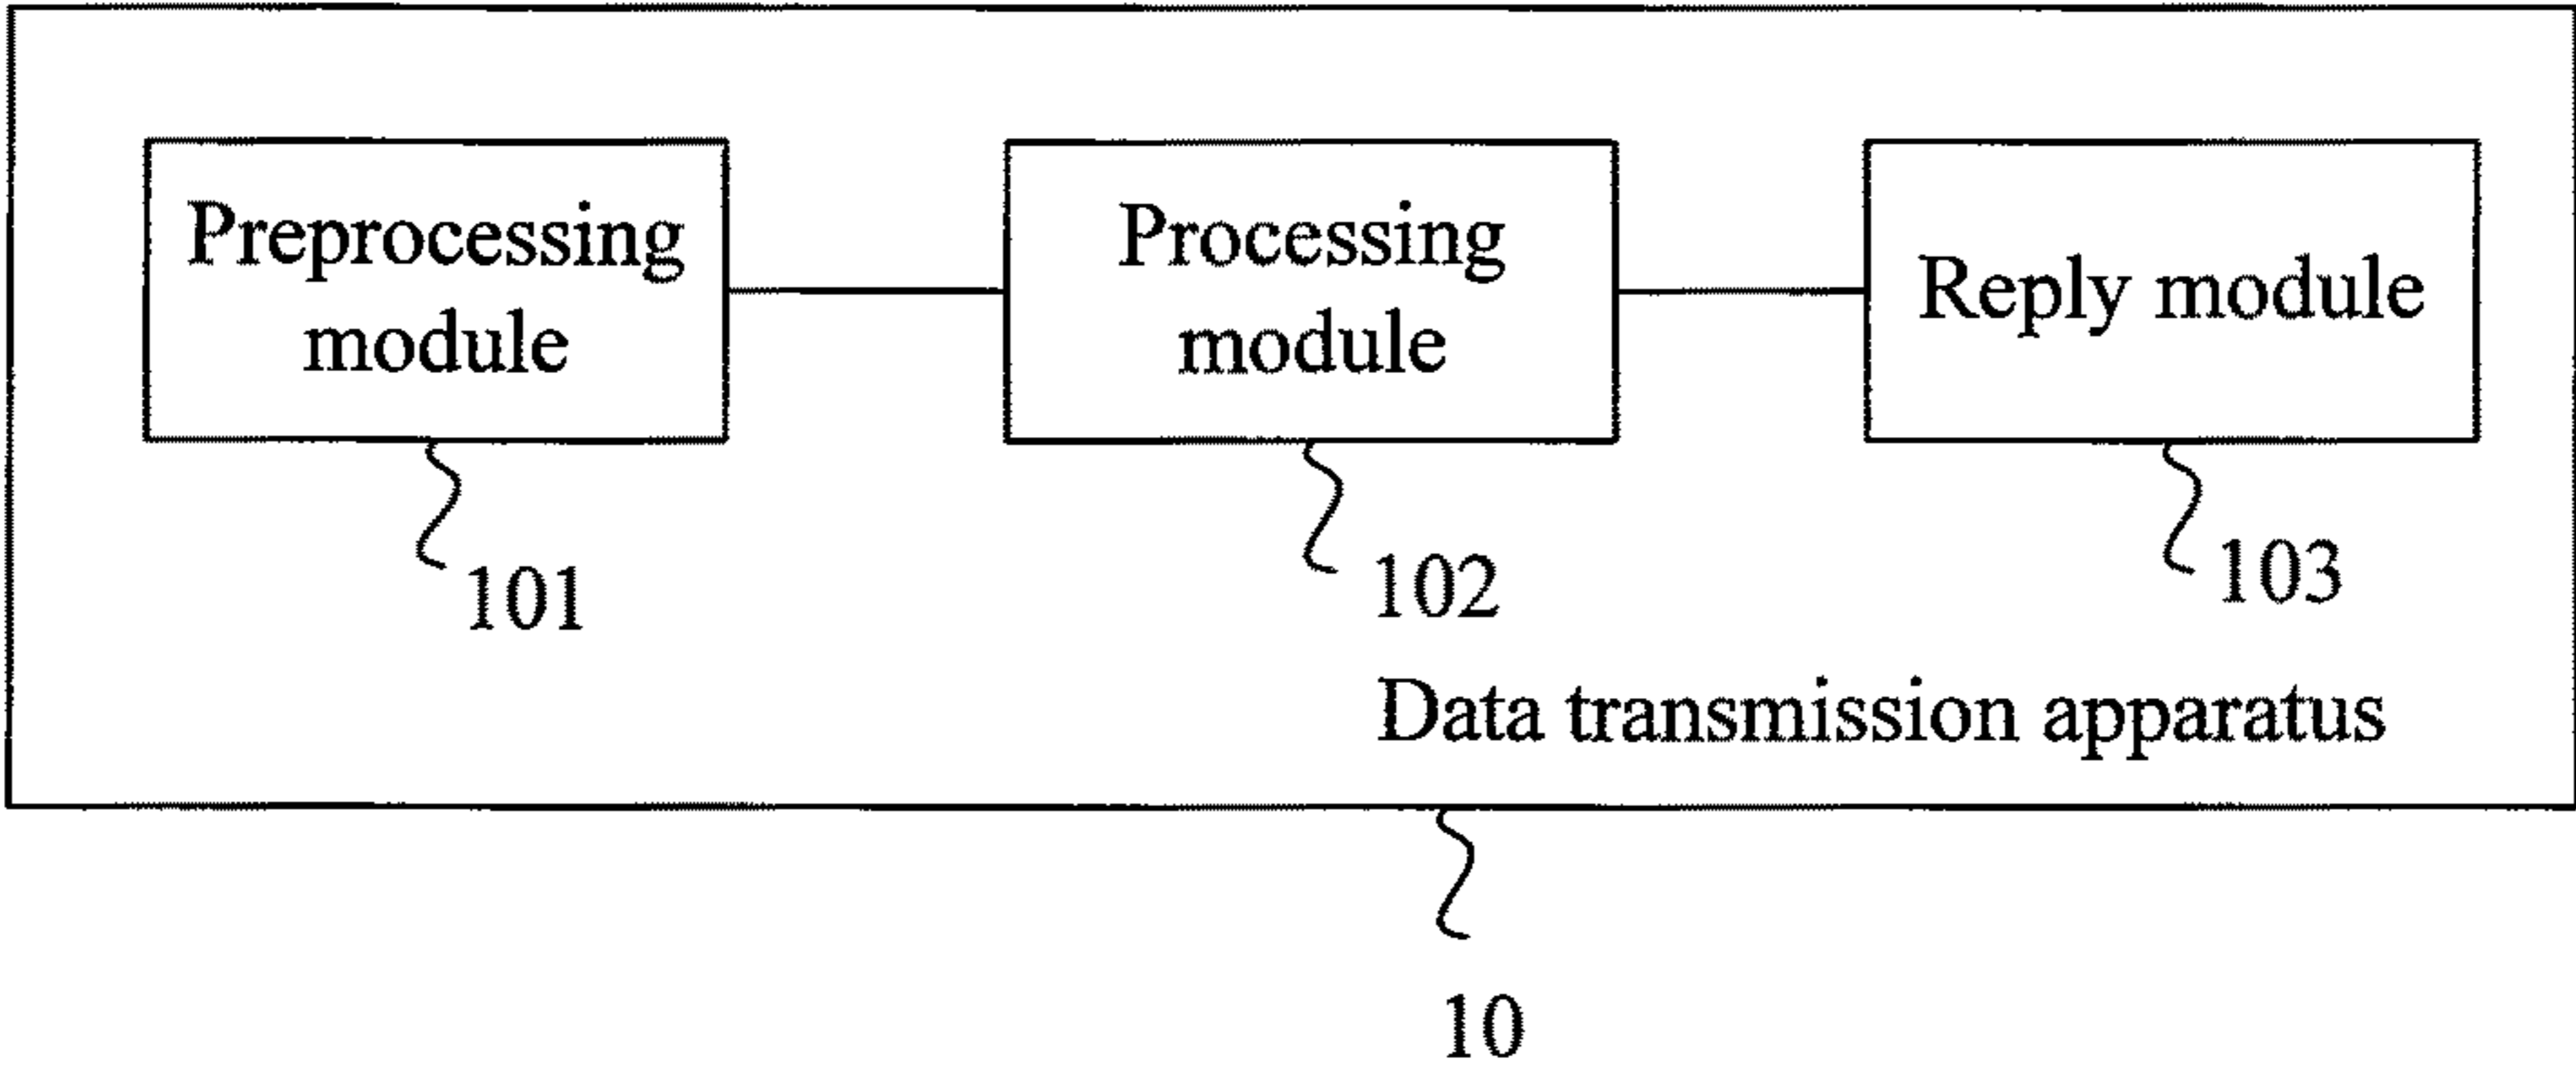 Preprocessing
module
Processing
module
Reply module
101
102
103
Data transmission apparatus
10